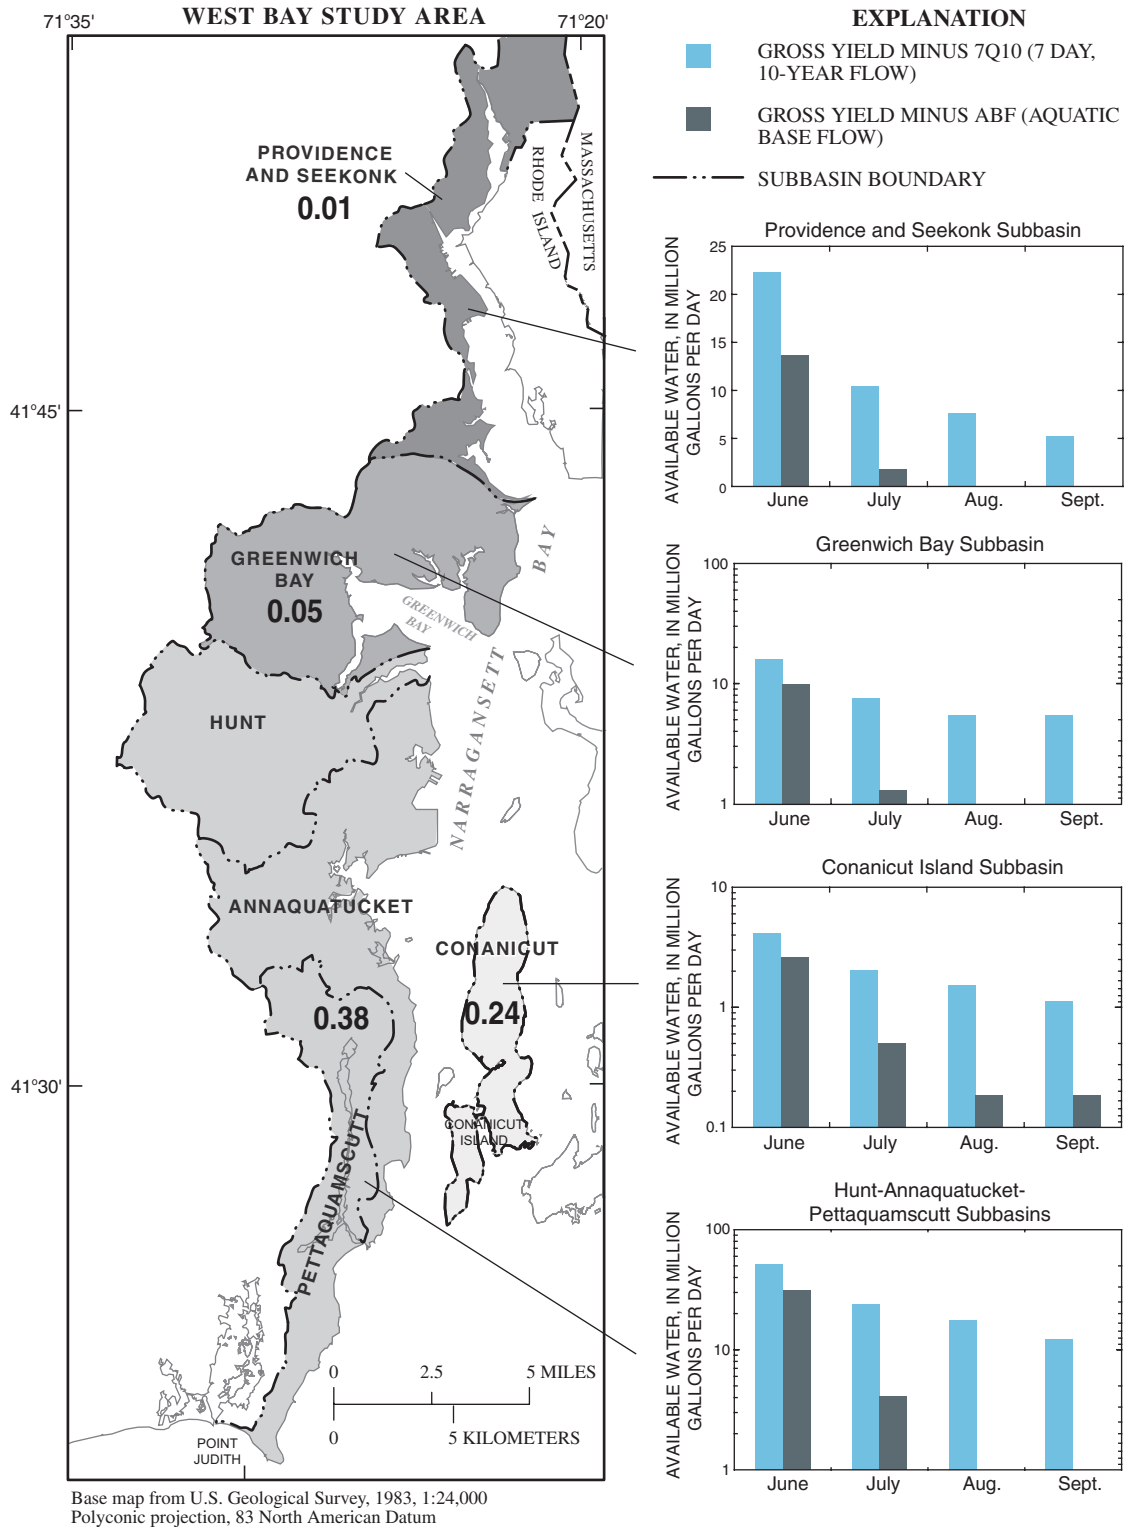 WEST BAY STUDY AREA
71°35'
71°20'
PROVIDENCE
AND SEEKONK
0.01
MASSACHUSETTS
RHODE ISLAND
41°45'
GREENWICH
BAY
0.05
GREENWICH
BAY
NARRAGANSETT BAY
HUNT
ANNAQUATUCKET
CONANICUT
0.38
0.24
41°30'
CONANICUT
ISLAND
PETTAQUAMSCUTT
0 2.5 5 MILES
0 5 KILOMETERS
POINT
JUDITH
Base map from U.S. Geological Survey, 1983, 1:24,000
Polyconic projection, 83 North American Datum
EXPLANATION
GROSS YIELD MINUS 7Q10 (7 DAY,
10-YEAR FLOW)
GROSS YIELD MINUS ABF (AQUATIC
BASE FLOW)
SUBBASIN BOUNDARY
Providence and Seekonk Subbasin
AVAILABLE WATER, IN MILLION
GALLONS PER DAY
25
20
15
10
5
0
June July Aug. Sept.
Greenwich Bay Subbasin
AVAILABLE WATER, IN MILLION
GALLONS PER DAY
100
10
1
June July Aug. Sept.
Conanicut Island Subbasin
AVAILABLE WATER, IN MILLION
GALLONS PER DAY
10
1
0.1
June July Aug. Sept.
Hunt-Annaquatucket-
Pettaquamscutt Subbasins
AVAILABLE WATER, IN MILLION
GALLONS PER DAY
100
10
1
June July Aug. Sept.